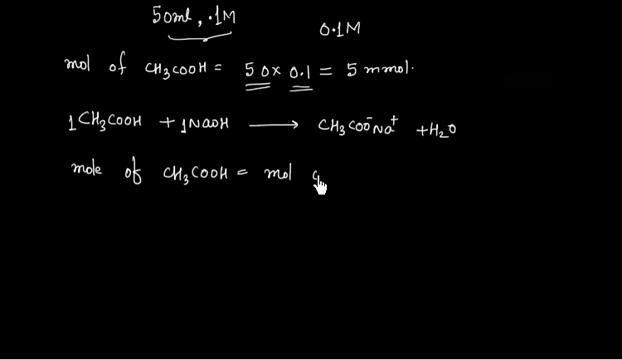 50ml, .1M
0.1M
mol of CH₃COOH = 50 x 0.1 = 5 mmol.
1CH₃COOH + 1NaOH ⟶ CH₃COO⁻Na⁺ + H₂O
mole of CH₃COOH = mol